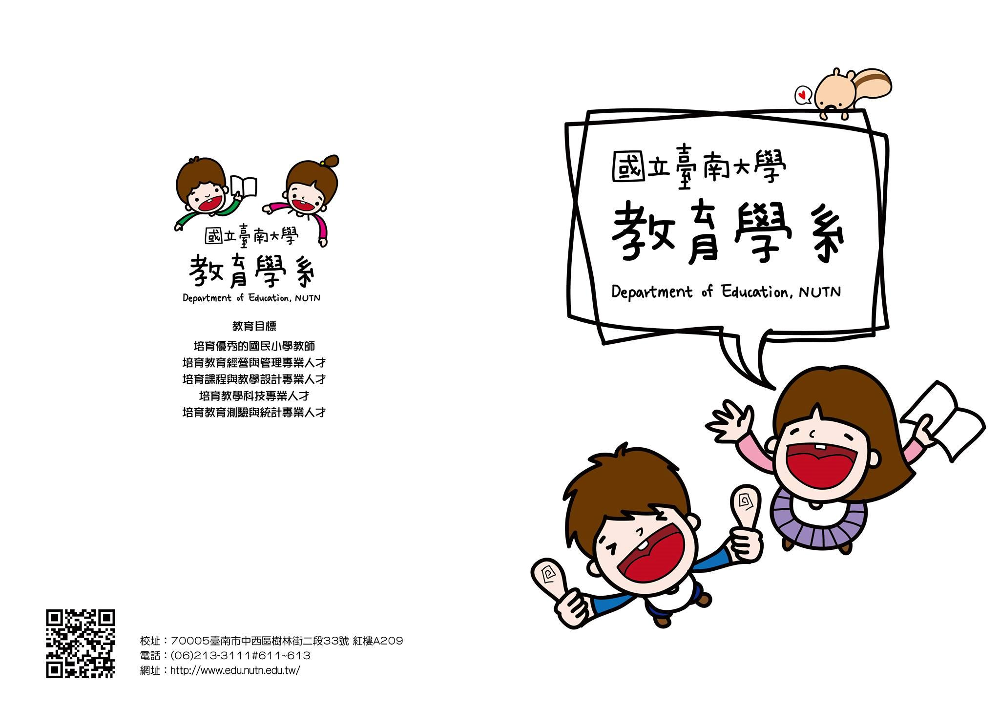 國立臺南大學
教育學系
Department of Education, NUTN
教育目標
培育優秀的國民小學教師
培育教育經營與管理專業人才
培育課程與教學設計專業人才
培育教學科技專業人才
培育教育測驗與統計專業人才
校址：70005臺南市中西區樹林街二段33號 紅樓A209
電話：(06)213-3111#611~613
網址：http://www.edu.nutn.edu.tw/
國立臺南大學
教育學系
Department of Education, NUTN